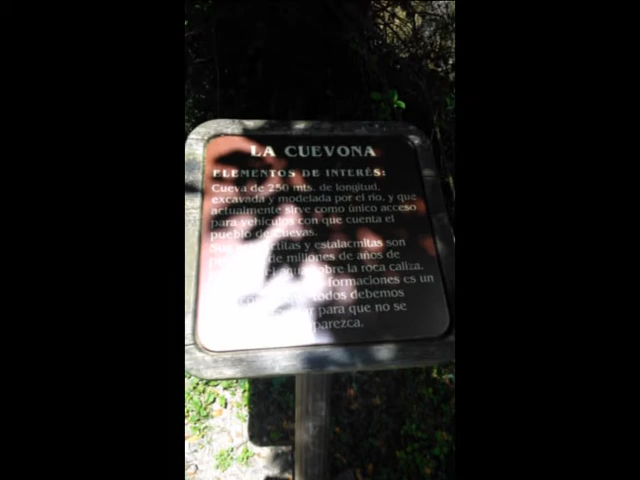 LA CUEVONA
ELEMENTOS DE INTERÉS:
Cueva de 250 mts. de longitud,
excavada y modelada por el río, y que
actualmente sirve como único acceso
para vehículos con que cuenta el
pueblo de Cuevas.
y estalacmitas son
de millones de años de
sobre la roca caliza.
formaciones es un
todos debemos
para que no se